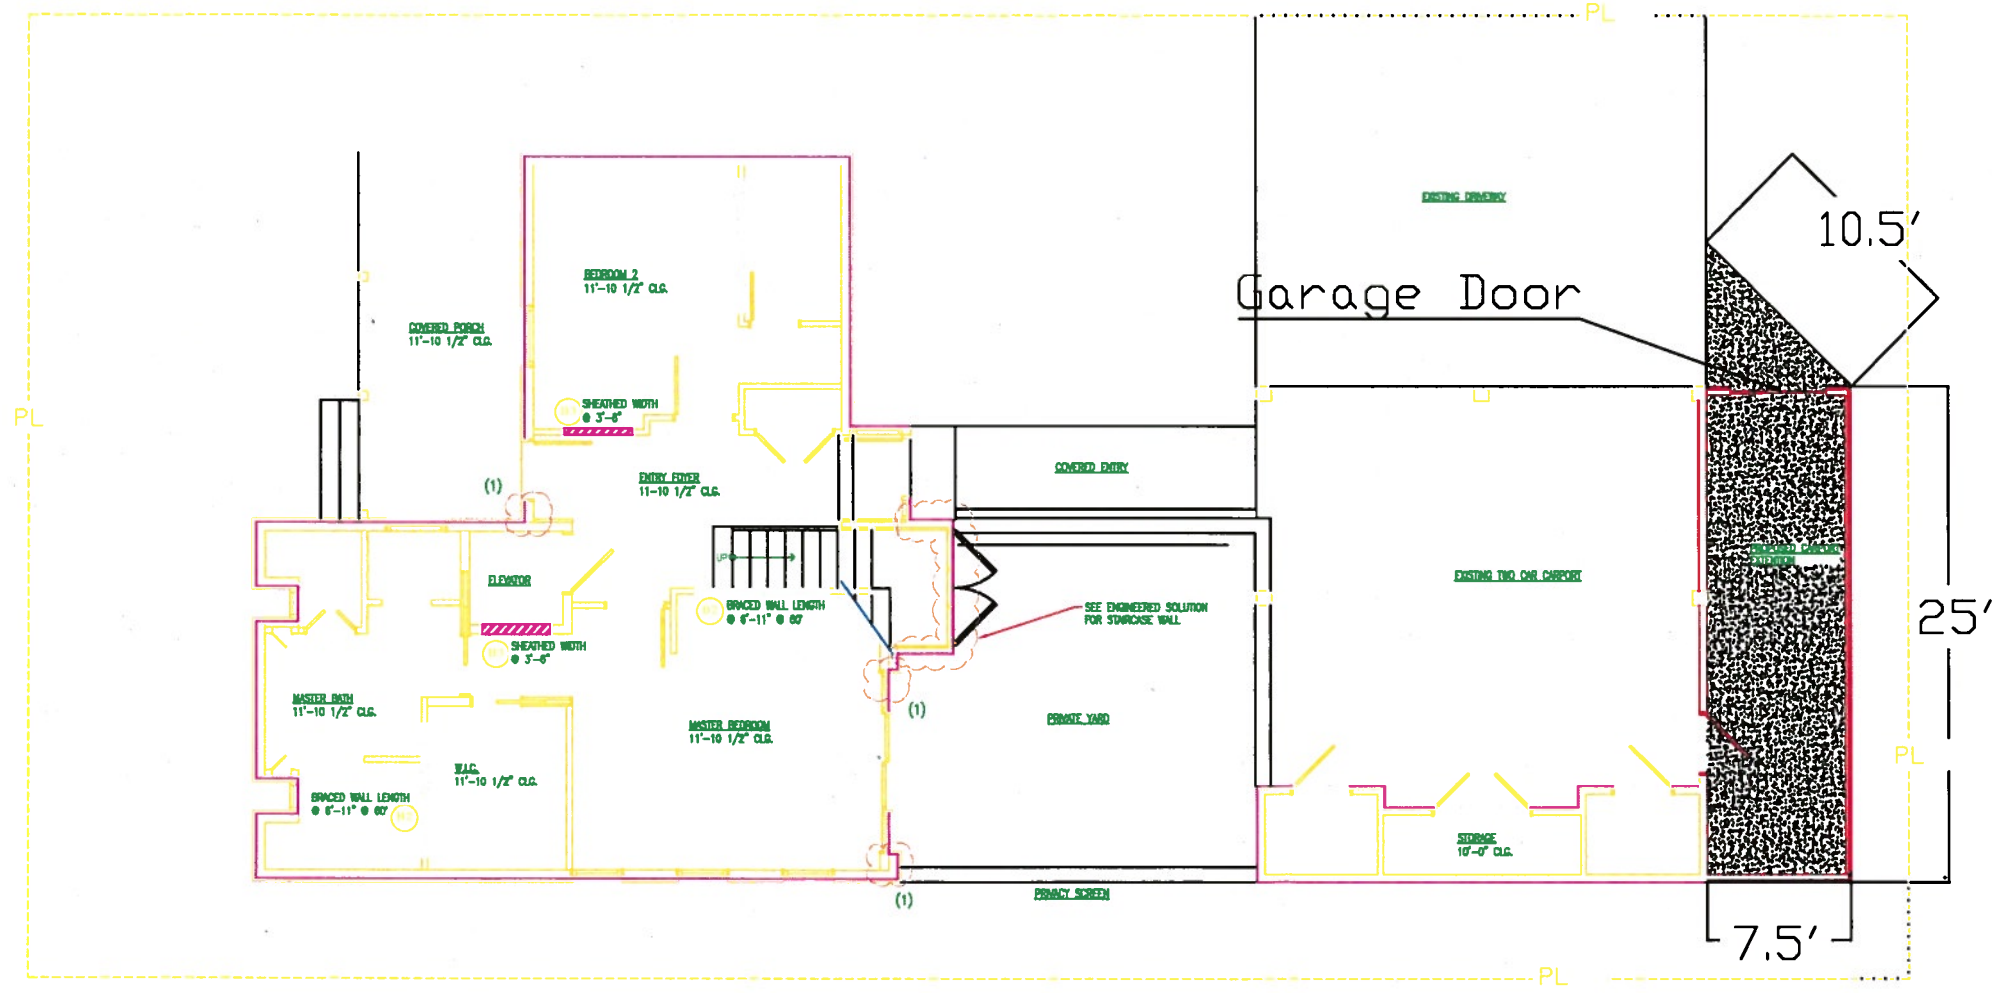 PL
EXISTING DRIVEWAY
10.5'
Garage Door
BEDROOM 2
11'-10 1/2" CLG.
COVERED PORCH
11'-10 1/2" CLG.
PL
SHEATHED WIDTH
@ 3'-6"
COVERED ENTRY
ENTRY FOYER
11-10 1/2" CLG.
(1)
PROPOSED CARPORT
EXTENTION
UP
ELEVATOR
EXISTING TWO CAR CARPORT
BRACED WALL LENGTH
@ 6'-11" @ 60'
SEE ENGINEERED SOLUTION
FOR STAIRCASE WALL
25'
SHEATHED WIDTH
@ 3'-6"
MASTER BATH
11'-10 1/2" CLG.
(1)
MASTER BEDROOM
11'-10 1/2" CLG.
PRIVATE YARD
PL
W.I.C.
11'-10 1/2" CLG.
BRACED WALL LENGTH
@ 6'-11" @ 60'
STORAGE
10'-0" CLG.
(1)
PRIVACY SCREEN
7.5'
PL